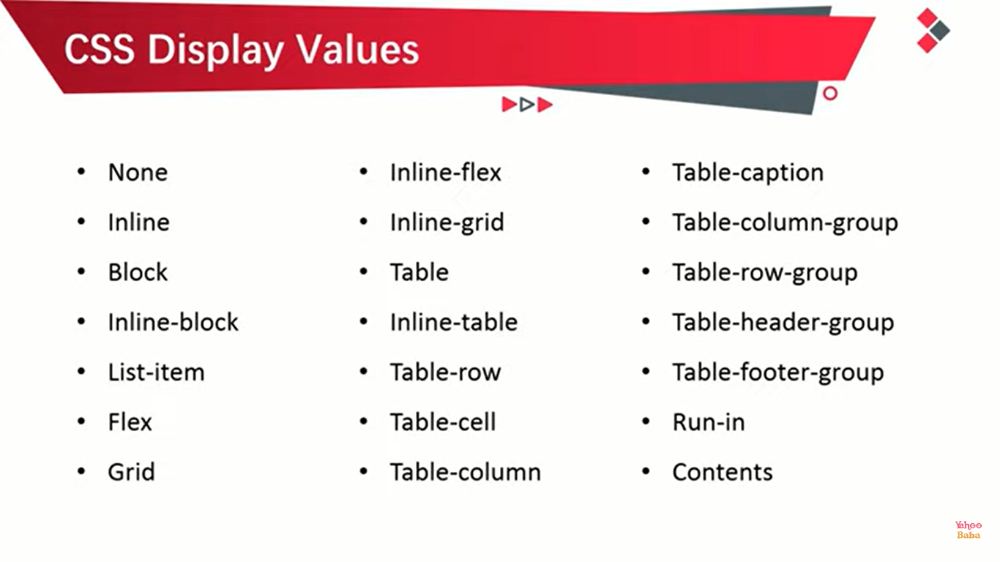 CSS Display Values
• None
• Inline
• Block
• Inline-block
• List-item
• Flex
• Grid
• Inline-flex
• Inline-grid
• Table
• Inline-table
• Table-row
• Table-cell
• Table-column
• Table-caption
• Table-column-group
• Table-row-group
• Table-header-group
• Table-footer-group
• Run-in
• Contents
Yahoo
Baba